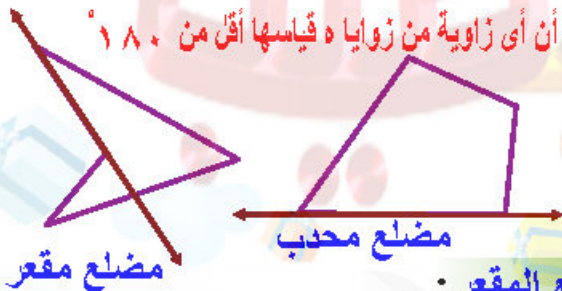 أن أى زاوية من زوايا ه قياسها أقل من ١٨٠°
مضلع محدب
مضلع مقعر
المقعر .